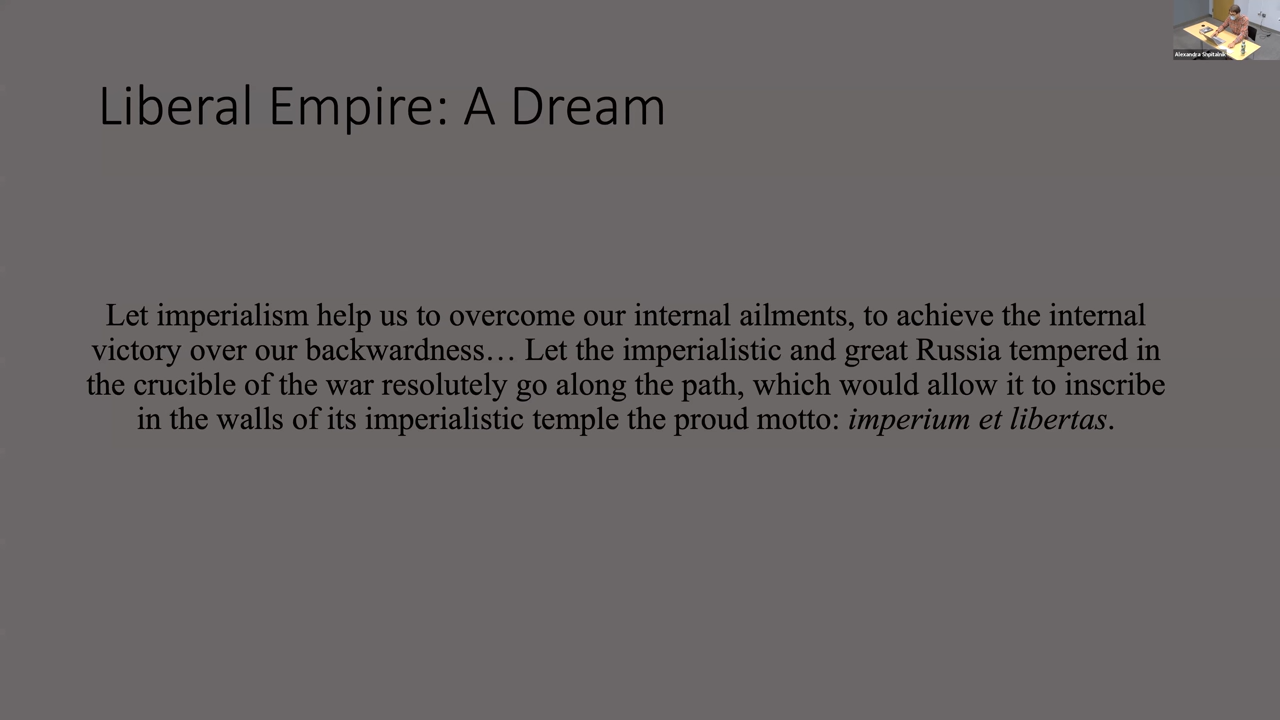 Alexandra Shpitalnik
Liberal Empire: A Dream
Let imperialism help us to overcome our internal ailments, to achieve the internal
victory over our backwardness… Let the imperialistic and great Russia tempered in
the crucible of the war resolutely go along the path, which would allow it to inscribe
in the walls of its imperialistic temple the proud motto: imperium et libertas.